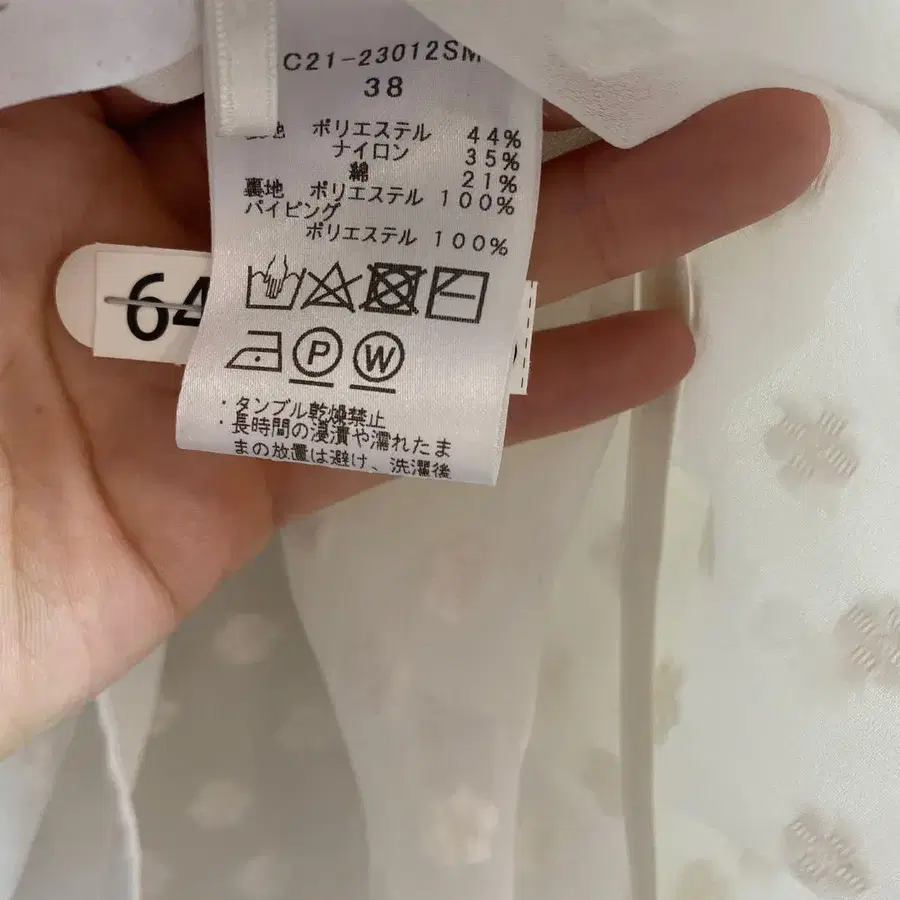 C21-23012SM
38
地 ポリエステル 44%
ナイロン 35%
綿 21%
裏地 ポリエステル 100%
パイピング
ポリエステル 100%
64
P W
・タンブル乾燥禁止
・長時間の浸漬や濡れたま
まの放置は避け、洗濯後